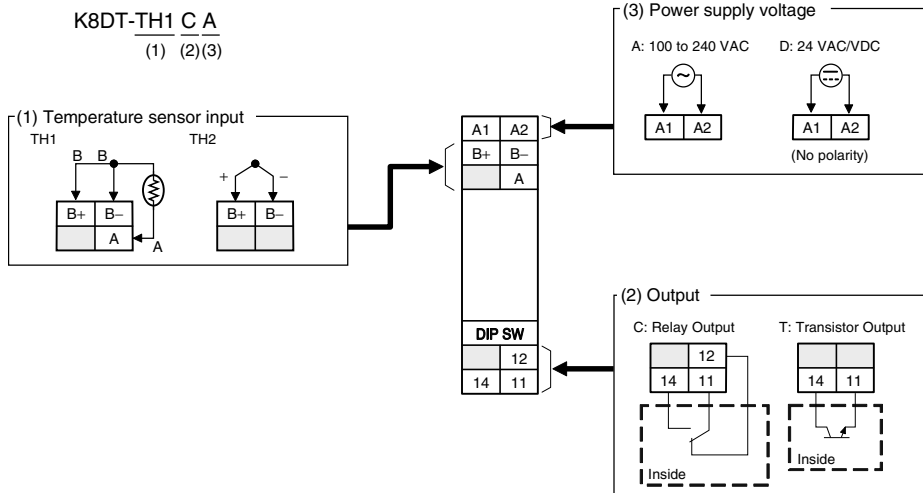 K8DT-TH1 C A
(1) (2)(3)
(1) Temperature sensor input
TH1 TH2
B B
+ −
B+ B−
A
A
B+ B−
A1 A2
B+ B−
A
DIP SW
12
14 11
(3) Power supply voltage
A: 100 to 240 VAC D: 24 VAC/VDC
A1 A2 A1 A2
(No polarity)
(2) Output
C: Relay Output T: Transistor Output
12
14 11 14 11
Inside Inside